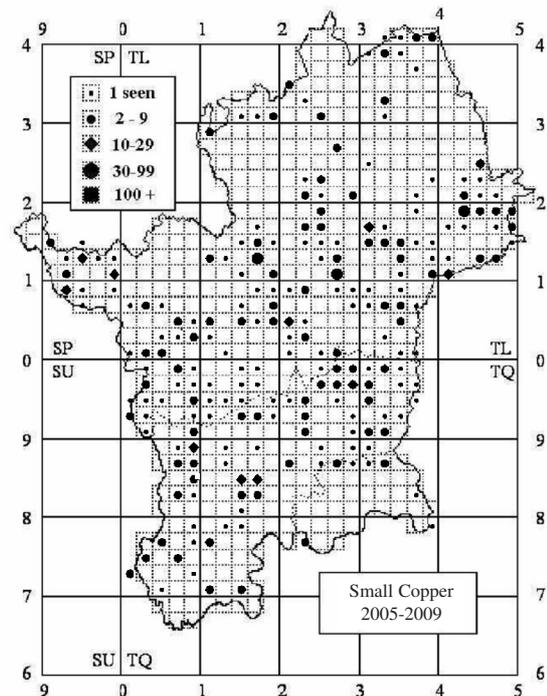 9 0 1 2 3 4 5
4 SP TL 4
1 seen
2 - 9
10-29
30-99
100 +
3 3
2 2
1 1
SP TL
0 0
SU TQ
9 9
8 8
Small Copper
2005-2009
7 7
SU TQ
6 6
9 0 1 2 3 4 5